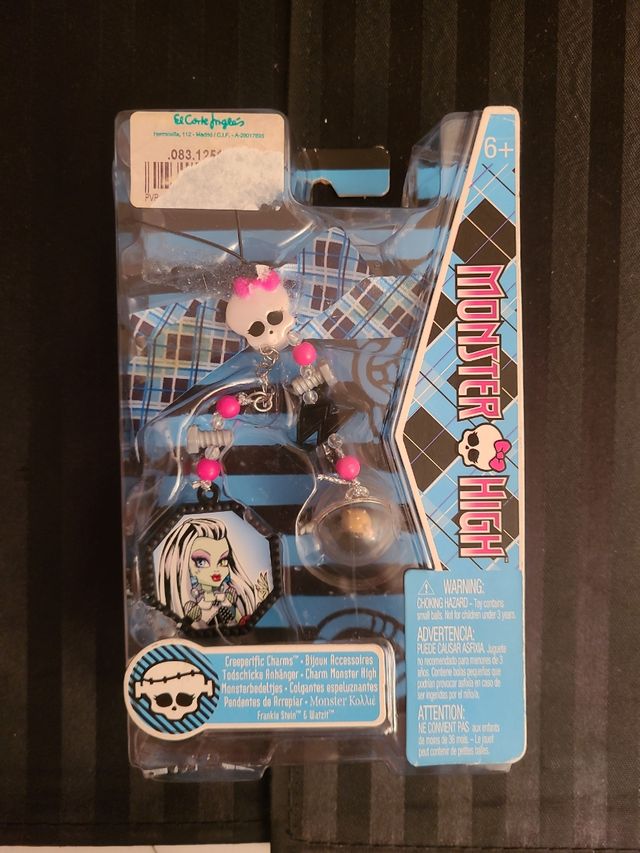 El Corte Inglés
Hermosilla, 112 - Madrid / C.I.F. - A-28017895
.083.125
PVP
6+
MONSTER HIGH
WARNING:
CHOKING HAZARD – Toy contains
small balls. Not for children under 3 years.
ADVERTENCIA:
PUEDE CAUSAR ASFIXIA. Juguete
no recomendado para menores de 3
años. Contiene bolas pequeñas que
podrían provocar asfixia en caso de
ser ingeridas por el niño/a.
ATTENTION:
NE CONVIENT PAS aux enfants
de moins de 36 mois. – Le jouet
peut contenir de petites balles.
Creeperific Charms™ • Bijoux Accessoires
Todschicke Anhänger • Charm Monster High
Monsterbedeltjes • Colgantes espeluznantes
Pendentes de Arrepiar • Monster Κολλιέ
Frankie Stein™ & Watzit™